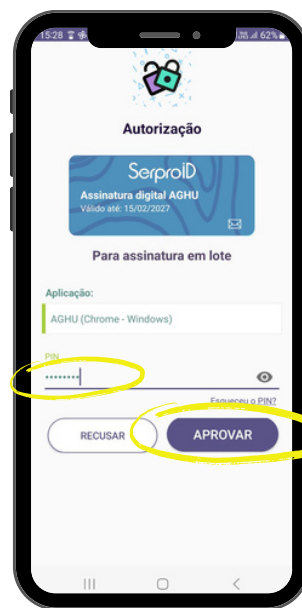 15:28 62%
Autorização
SerproID
Assinatura digital AGHU
Válido até: 15/02/2027
Para assinatura em lote
Aplicação:
AGHU (Chrome - Windows)
PIN
Esqueceu o PIN?
RECUSAR APROVAR